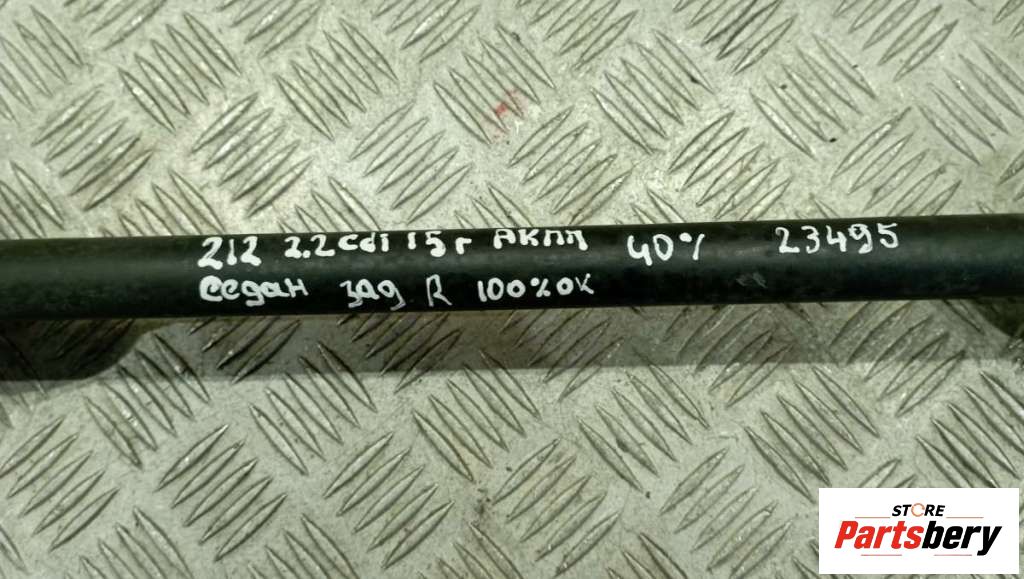 212 2.2cdi 15г АКПП 40% 23495
Седан зад R 100%ок
STORE
Partsbery